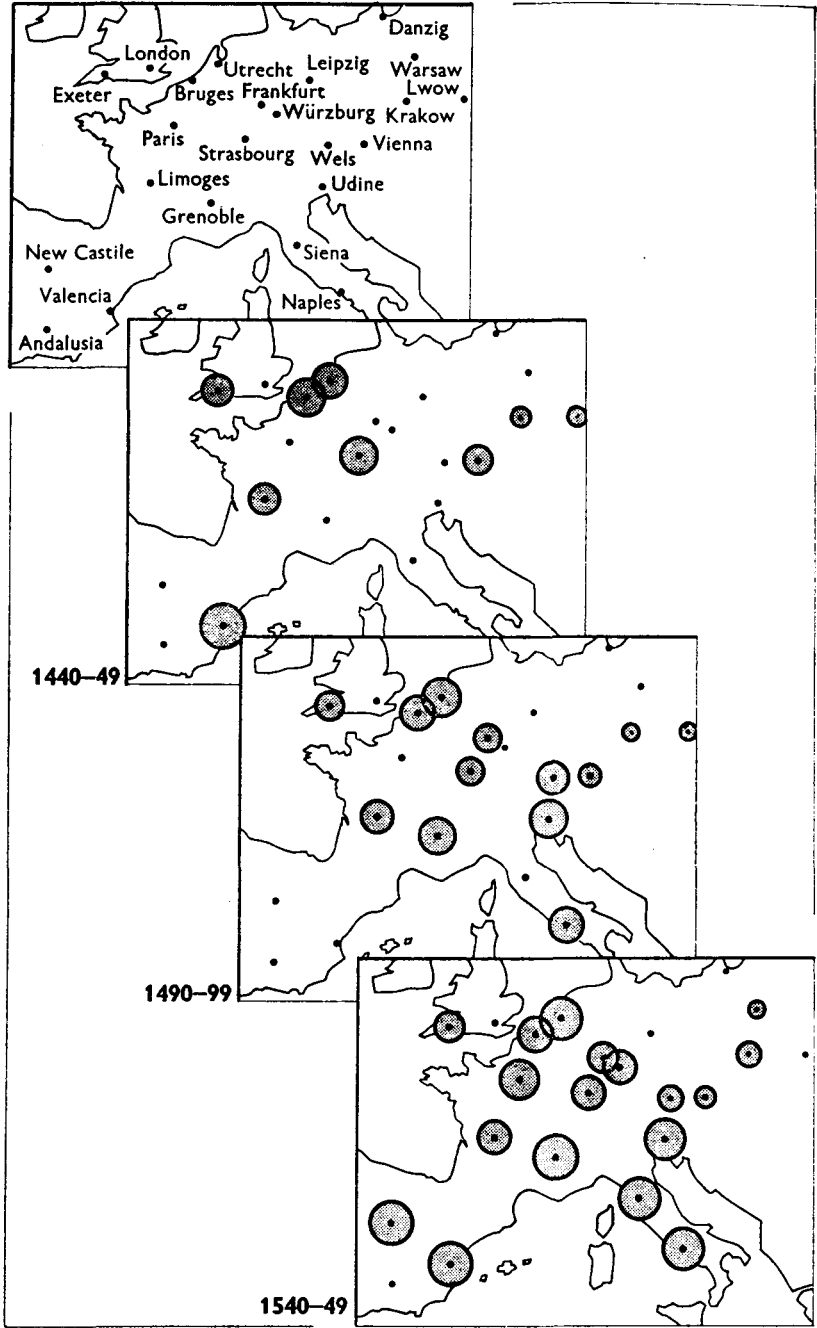 Danzig
London
Utrecht
Leipzig
Warsaw
Exeter
Bruges
Frankfurt
Lwow
Würzburg
Krakow
Paris
Strasbourg
Wels
Vienna
Limoges
Udine
Grenoble
New Castile
Siena
Valencia
Naples
Andalusia
1440–49
1490–99
1540–49